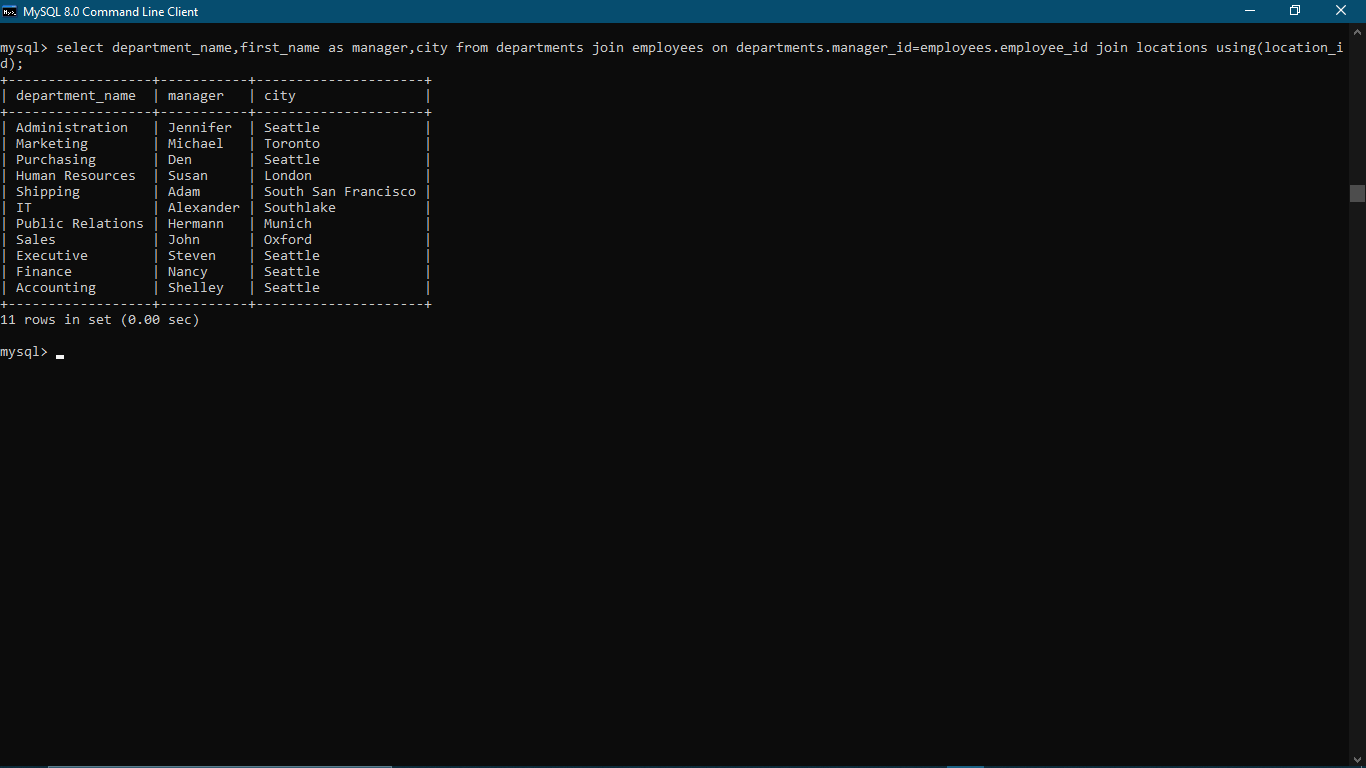 MySQL 8.0 Command Line Client
mysql> select department_name,first_name as manager,city from departments join employees on departments.manager_id=employees.employee_id join locations using(location_i
d);
+------------------+-----------+---------------------+
| department_name  | manager   | city                |
+------------------+-----------+---------------------+
| Administration   | Jennifer  | Seattle             |
| Marketing        | Michael   | Toronto             |
| Purchasing       | Den       | Seattle             |
| Human Resources  | Susan     | London              |
| Shipping         | Adam      | South San Francisco |
| IT               | Alexander | Southlake           |
| Public Relations | Hermann   | Munich              |
| Sales            | John      | Oxford              |
| Executive        | Steven    | Seattle             |
| Finance          | Nancy     | Seattle             |
| Accounting       | Shelley   | Seattle             |
+------------------+-----------+---------------------+
11 rows in set (0.00 sec)
mysql>